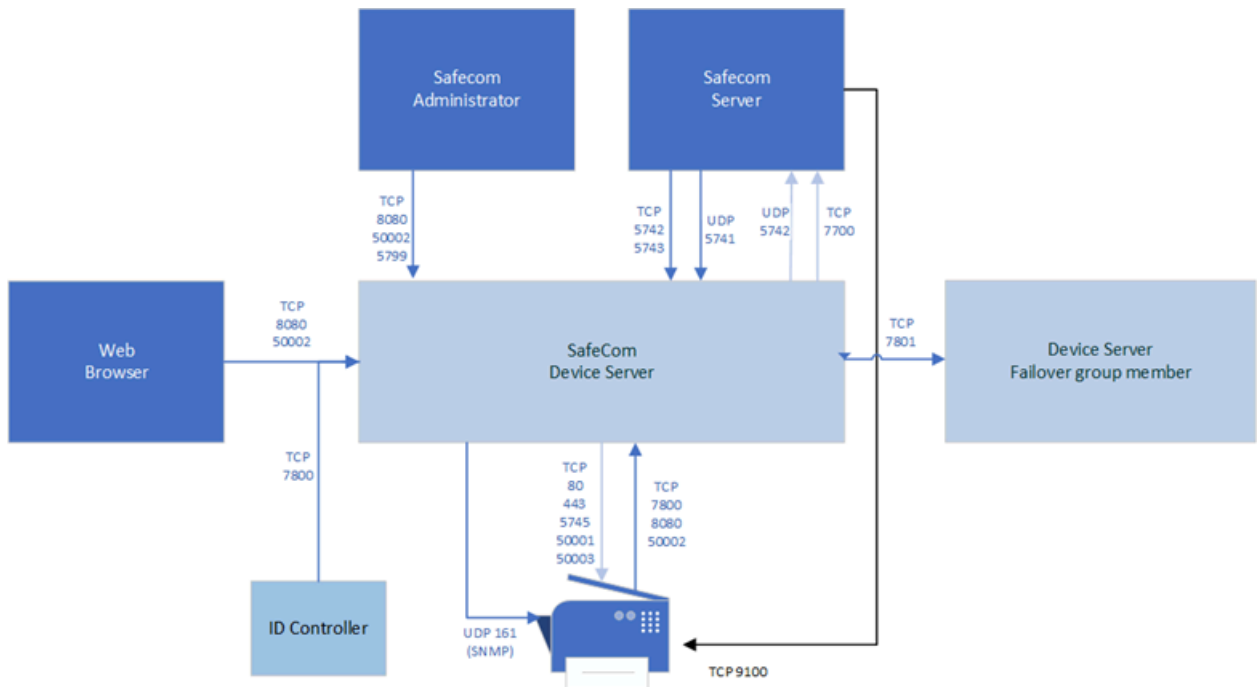 Safecom
Administrator
Safecom
Server
TCP
8080
50002
5799
TCP
5742
5743
UDP
5741
UDP
5742
TCP
7700
Web
Browser
TCP
8080
50002
SafeCom
Device Server
TCP
7801
Device Server
Failover group member
TCP
7800
TCP
80
443
5745
50001
50003
TCP
7800
8080
50002
ID Controller
UDP 161
(SNMP)
TCP 9100